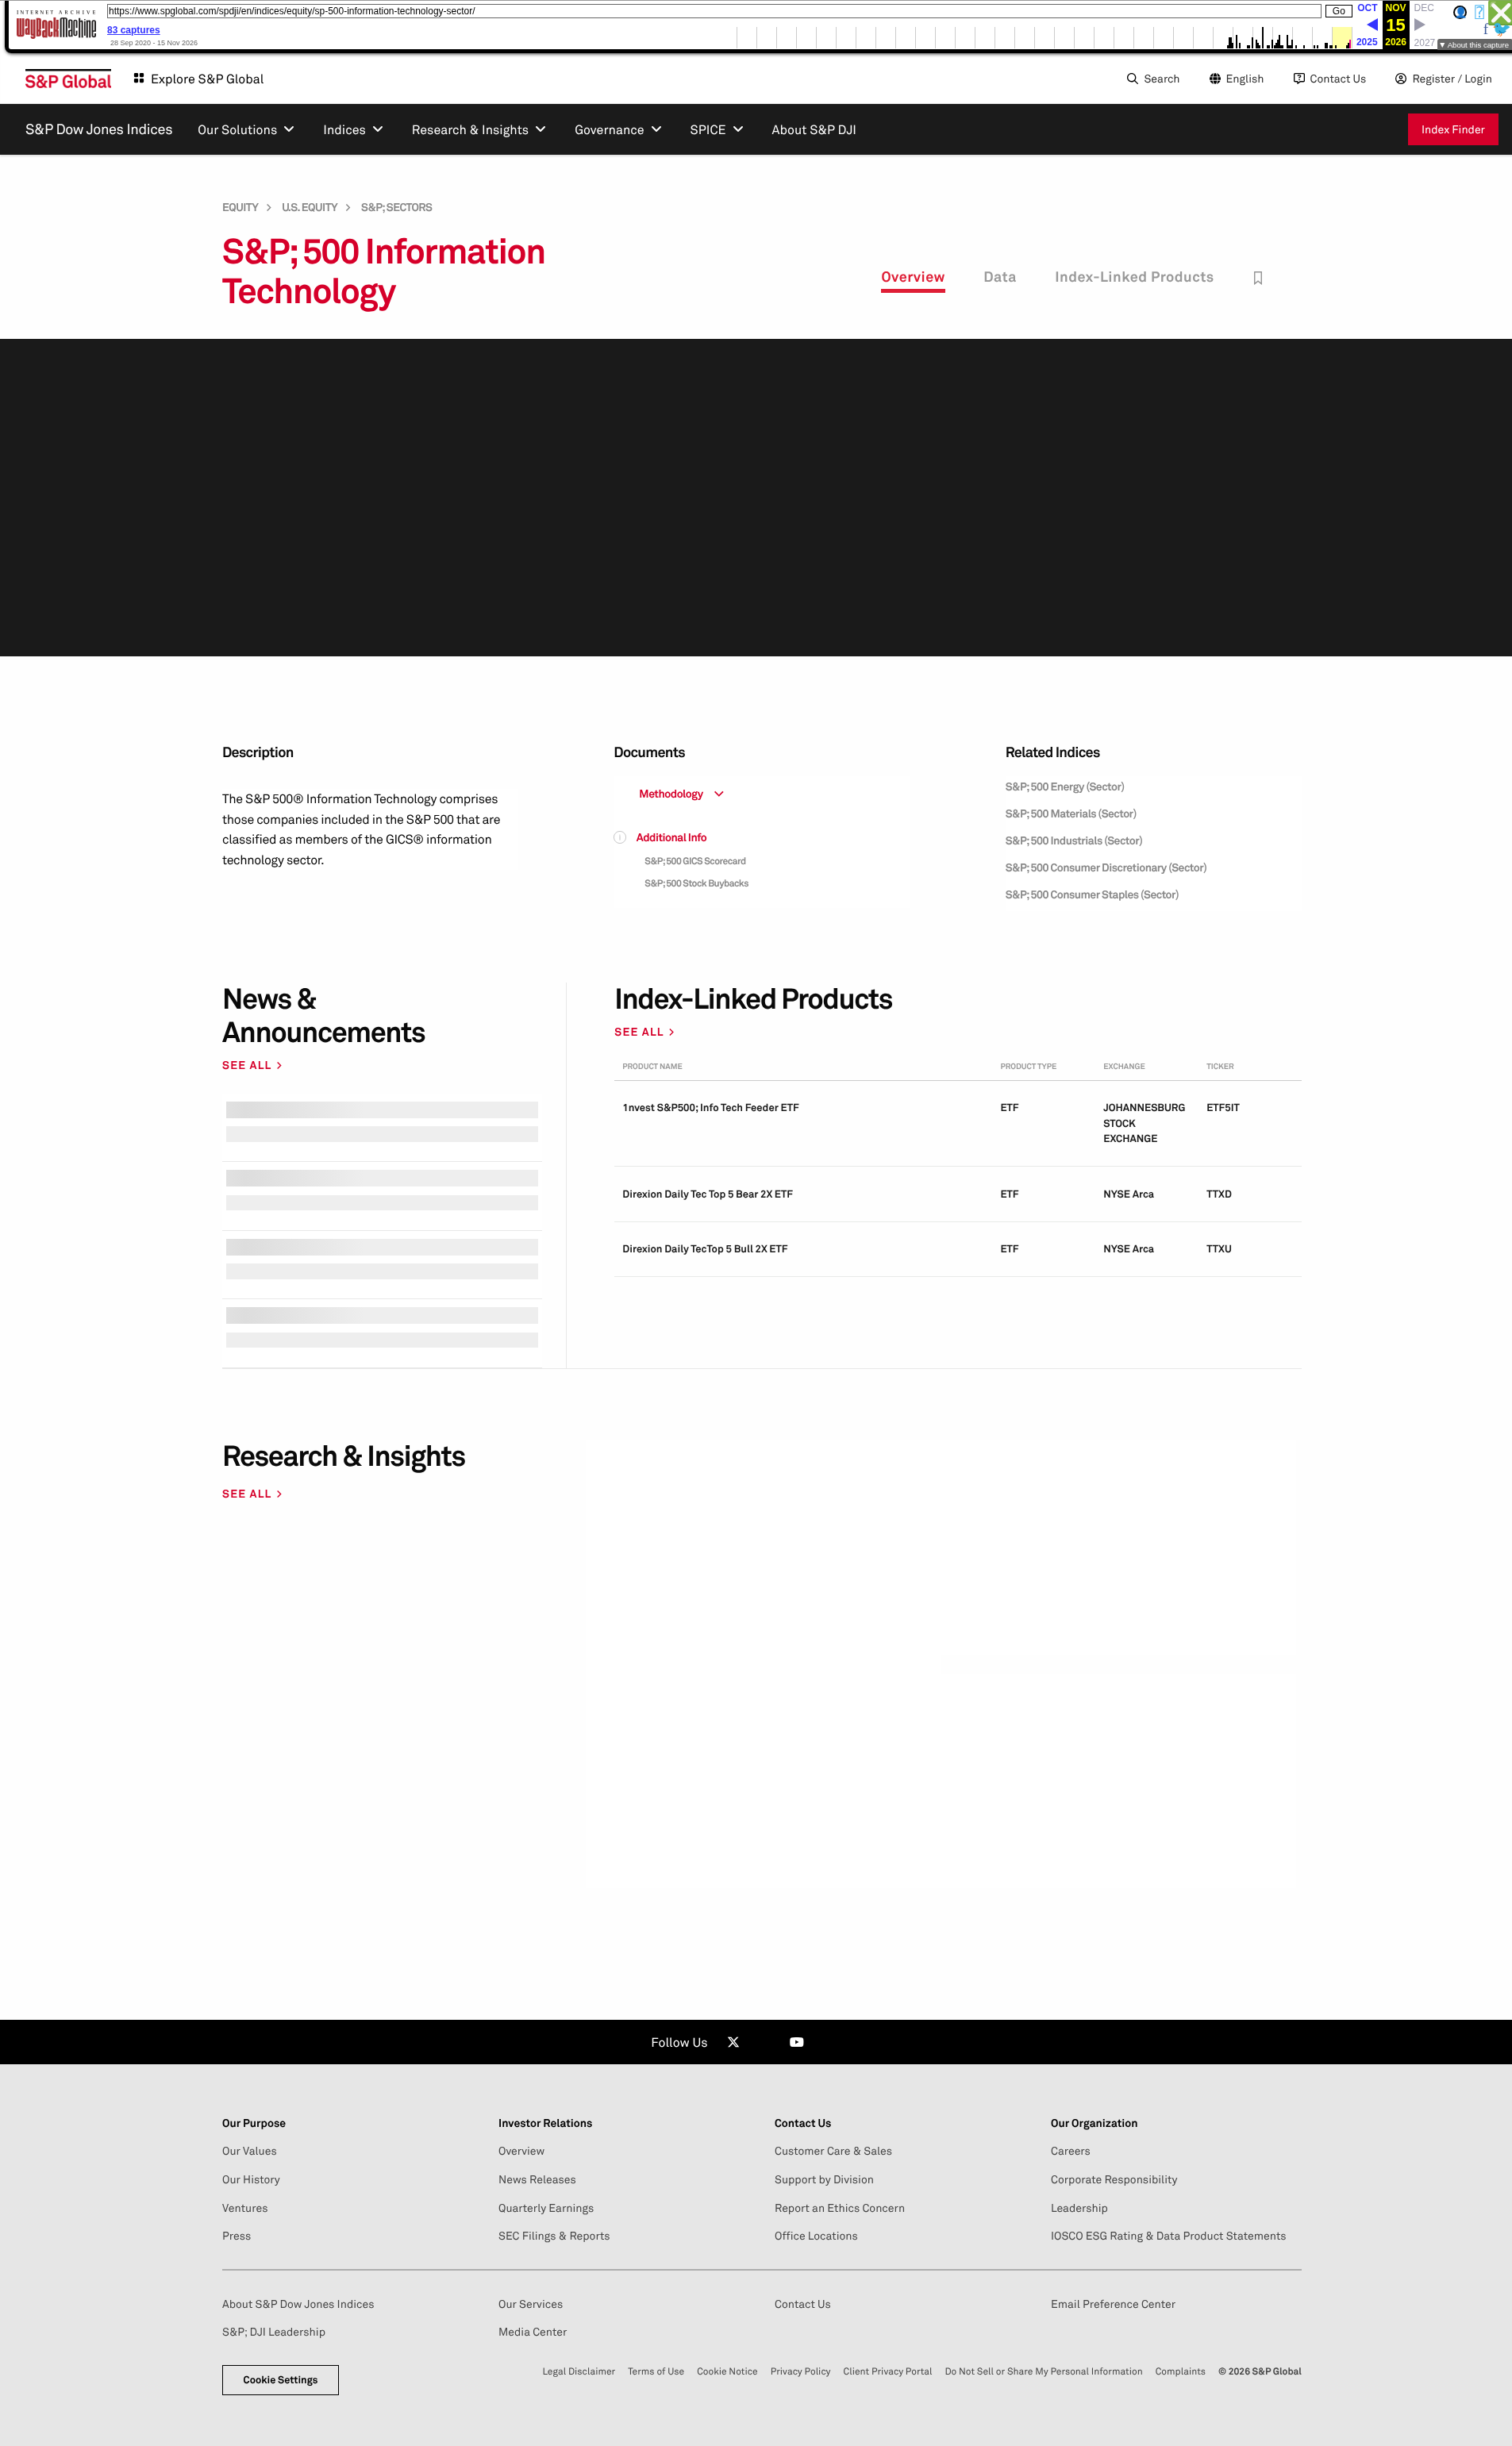 INTERNET ARCHIVE
WayBackMachine
https://www.spglobal.com/spdji/en/indices/equity/sp-500-information-technology-sector/
Go
83 captures
28 Sep 2020 - 15 Nov 2026
OCT NOV DEC
15
2025 2026 2027
▼ About this capture
S&P Global
Explore S&P Global
Search
English
Contact Us
Register / Login
S&P Dow Jones Indices
Our Solutions
Indices
Research & Insights
Governance
SPICE
About S&P DJI
Index Finder
EQUITY > U.S. EQUITY > S&P; SECTORS
S&P; 500 Information
Technology
Overview
Data
Index-Linked Products
Description
The S&P 500® Information Technology comprises
those companies included in the S&P 500 that are
classified as members of the GICS® information
technology sector.
Documents
Methodology
Additional Info
S&P; 500 GICS Scorecard
S&P; 500 Stock Buybacks
Related Indices
S&P; 500 Energy (Sector)
S&P; 500 Materials (Sector)
S&P; 500 Industrials (Sector)
S&P; 500 Consumer Discretionary (Sector)
S&P; 500 Consumer Staples (Sector)
News &
Announcements
SEE ALL >
Index-Linked Products
SEE ALL >
PRODUCT NAME PRODUCT TYPE EXCHANGE TICKER
1nvest S&P500; Info Tech Feeder ETF ETF JOHANNESBURG ETF5IT
STOCK
EXCHANGE
Direxion Daily Tec Top 5 Bear 2X ETF ETF NYSE Arca TTXD
Direxion Daily TecTop 5 Bull 2X ETF ETF NYSE Arca TTXU
Research & Insights
SEE ALL >
Follow Us
Our Purpose
Our Values
Our History
Ventures
Press
Investor Relations
Overview
News Releases
Quarterly Earnings
SEC Filings & Reports
Contact Us
Customer Care & Sales
Support by Division
Report an Ethics Concern
Office Locations
Our Organization
Careers
Corporate Responsibility
Leadership
IOSCO ESG Rating & Data Product Statements
About S&P Dow Jones Indices
S&P; DJI Leadership
Our Services
Media Center
Contact Us
Email Preference Center
Cookie Settings
Legal Disclaimer Terms of Use Cookie Notice Privacy Policy Client Privacy Portal Do Not Sell or Share My Personal Information Complaints © 2026 S&P Global